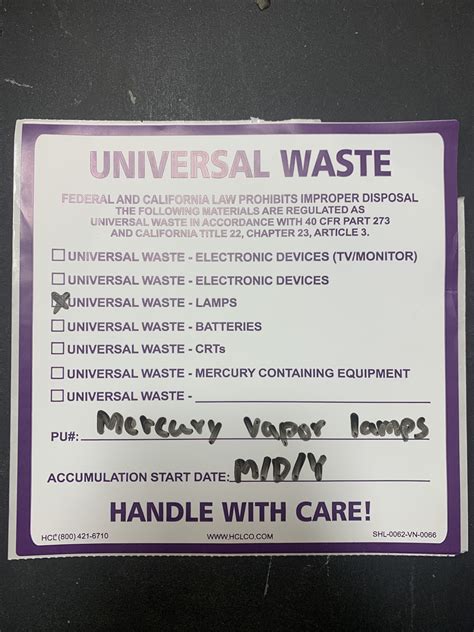 UNIVERSAL WASTE
FEDERAL AND CALIFORNIA LAW PROHIBITS IMPROPER DISPOSAL
THE FOLLOWING MATERIALS ARE REGULATED AS
UNIVERSAL WASTE IN ACCORDANCE WITH 40 CFR PART 273
AND CALIFORNIA TITLE 22, CHAPTER 23, ARTICLE 3.
UNIVERSAL WASTE - ELECTRONIC DEVICES (TV/MONITOR)
UNIVERSAL WASTE - ELECTRONIC DEVICES
X UNIVERSAL WASTE - LAMPS
UNIVERSAL WASTE - BATTERIES
UNIVERSAL WASTE - CRTs
UNIVERSAL WASTE - MERCURY CONTAINING EQUIPMENT
UNIVERSAL WASTE -
PU#: Mercury vapor lamps
ACCUMULATION START DATE: M/D/Y
HANDLE WITH CARE!
HCL (800) 421-6710 WWW.HCLCO.COM SHL-0062-VN-0066